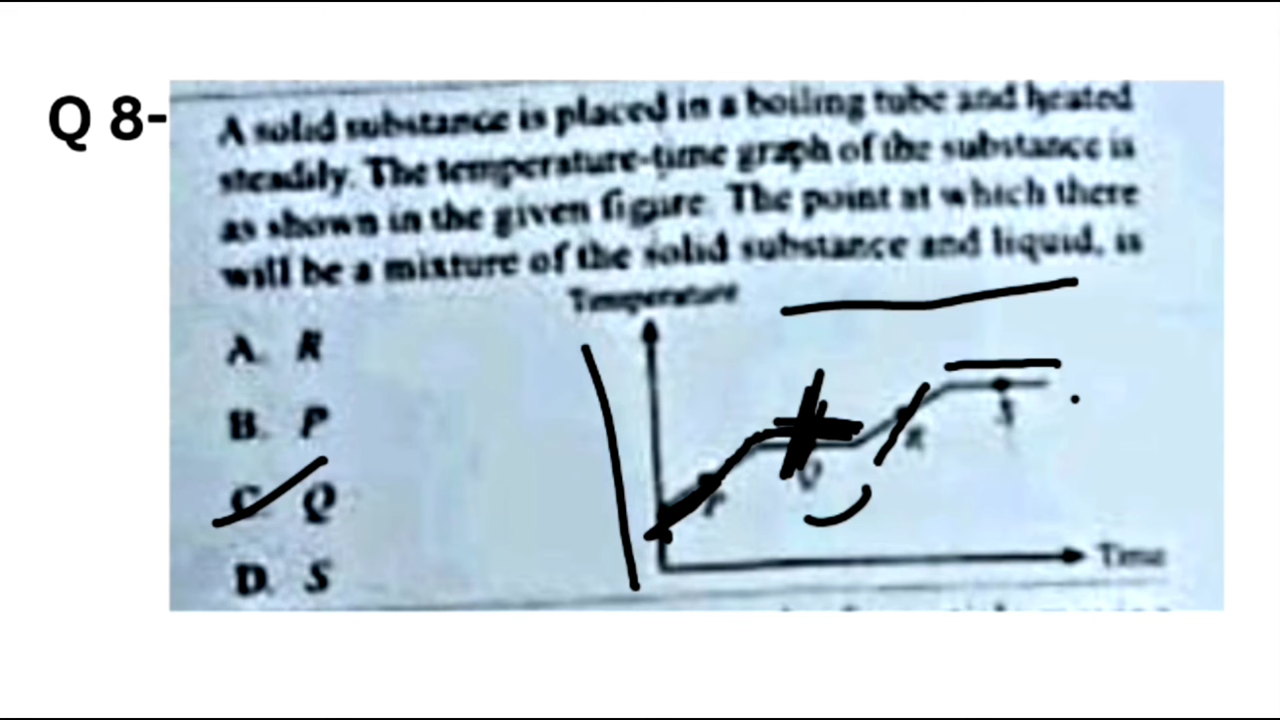 Q 8-
A solid substance is placed in a boiling tube and heated
steadily. The temperature-time graph of the substance is
as shown in the given figure. The point at which there
will be a mixture of the solid substance and liquid, is
Temperature
A. R
B. P
C. Q
D. S
P
Q
R
S
Time